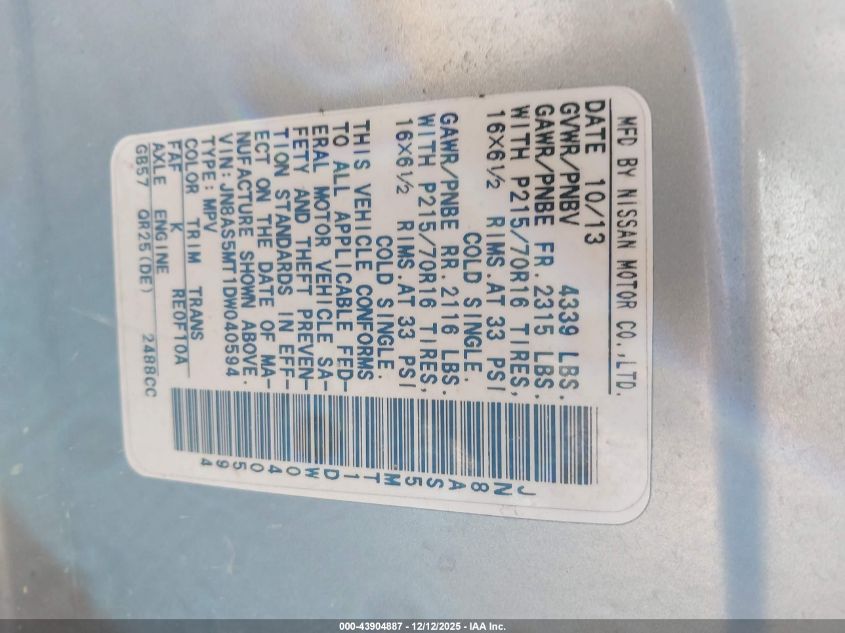 MFD BY NISSAN MOTOR CO.,LTD.
DATE 10/13
GVWR/PNBV 4339 LBS.
GAWR/PNBE FR. 2315 LBS.
WITH P215/70R16 TIRES,
16×6½ RIMS.AT 33 PSI
COLD SINGLE.
GAWR/PNBE RR. 2116 LBS.
WITH P215/70R16 TIRES,
16×6½ RIMS.AT 33 PSI
COLD SINGLE.
THIS VEHICLE CONFORMS
TO ALL APPLICABLE FED-
ERAL MOTOR VEHICLE SA-
FETY AND THEFT PREVEN-
TION STANDARDS IN EFF-
ECT ON THE DATE OF MA-
NUFACTURE SHOWN ABOVE.
VIN:JN8AS5MT1DW040594
TYPE:MPV
COLOR TRIM TRANS
FAF K RE0F10A
AXLE ENGINE
GB57 QR25(DE) 2488CC
JN8AS5MT1DW040594
000-43904887 - 12/12/2025 - IAA Inc.